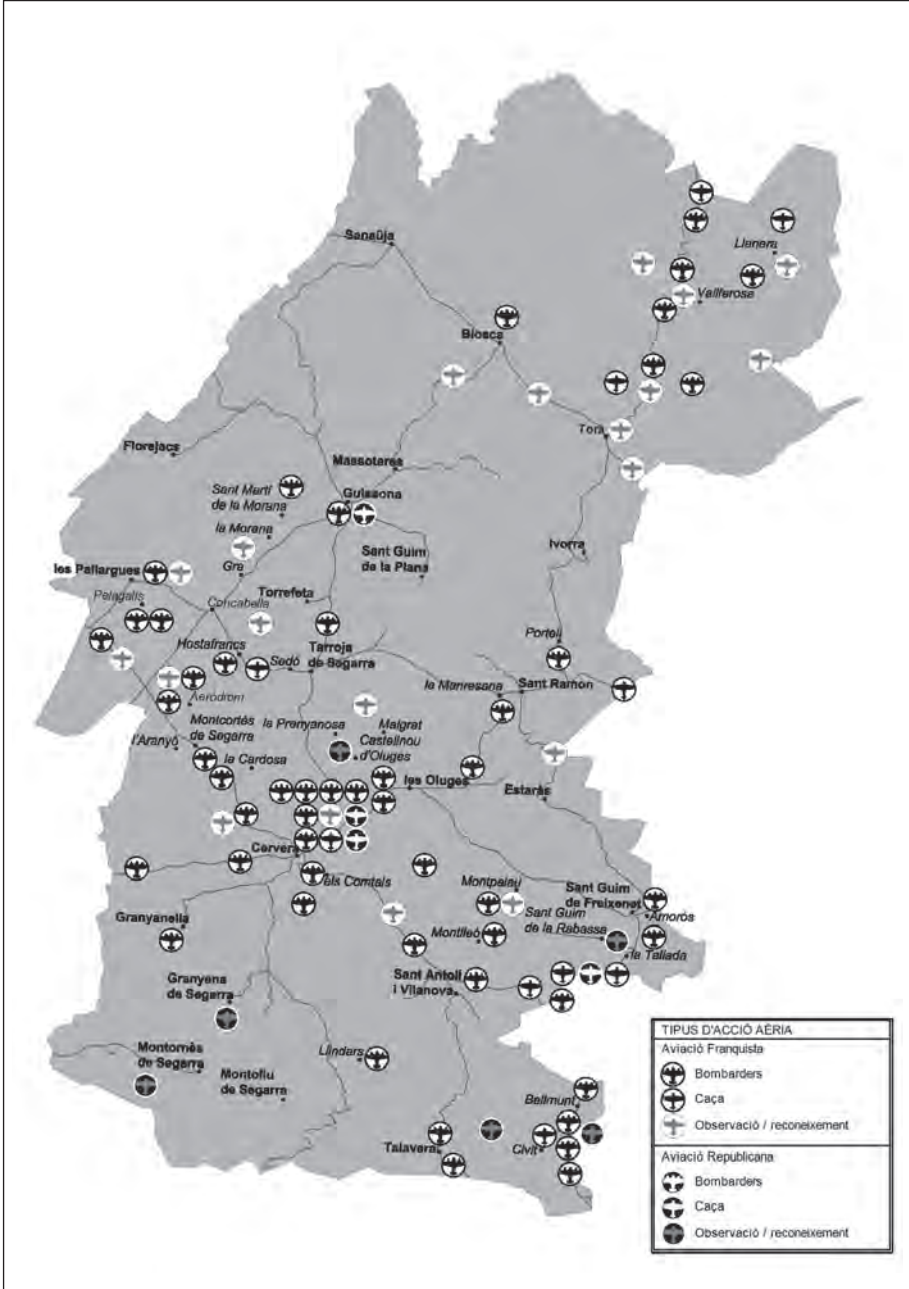 Sanaüja
Llanera
Vallferosa
Biosca
Torà
Florejacs
Massoteres
Sant Martí
de la Morana
Guissona
la Morana
Gra
Sant Guim
de la Plana
Ivorra
les Pallargues
Pelagalls
Concabella
Torrefeta
Hostafrancs
Sedó
Tarroja
de Segarra
Portell
la Manresana
Sant Ramon
Aeròdrom
Montcortès
de Segarra
l'Aranyó
la Cardosa
la Prenyanosa
Malgrat
Castellnou
d'Oluges
les Oluges
Estaràs
Cervera
els Comtals
Montpalau
Sant Guim
de Freixenet
Amorós
Sant Guim
de la Rabassa
la Tallada
Granyanella
Montlleó
Granyena
de Segarra
Sant Antolí
i Vilanova
Montornès
de Segarra
Montoliu
de Segarra
Llindars
Bellmunt
Talavera
Civit
TIPUS D'ACCIÓ AÈRIA
Aviació Franquista
Bombarders
Caça
Observació / reconeixement
Aviació Republicana
Bombarders
Caça
Observació / reconeixement